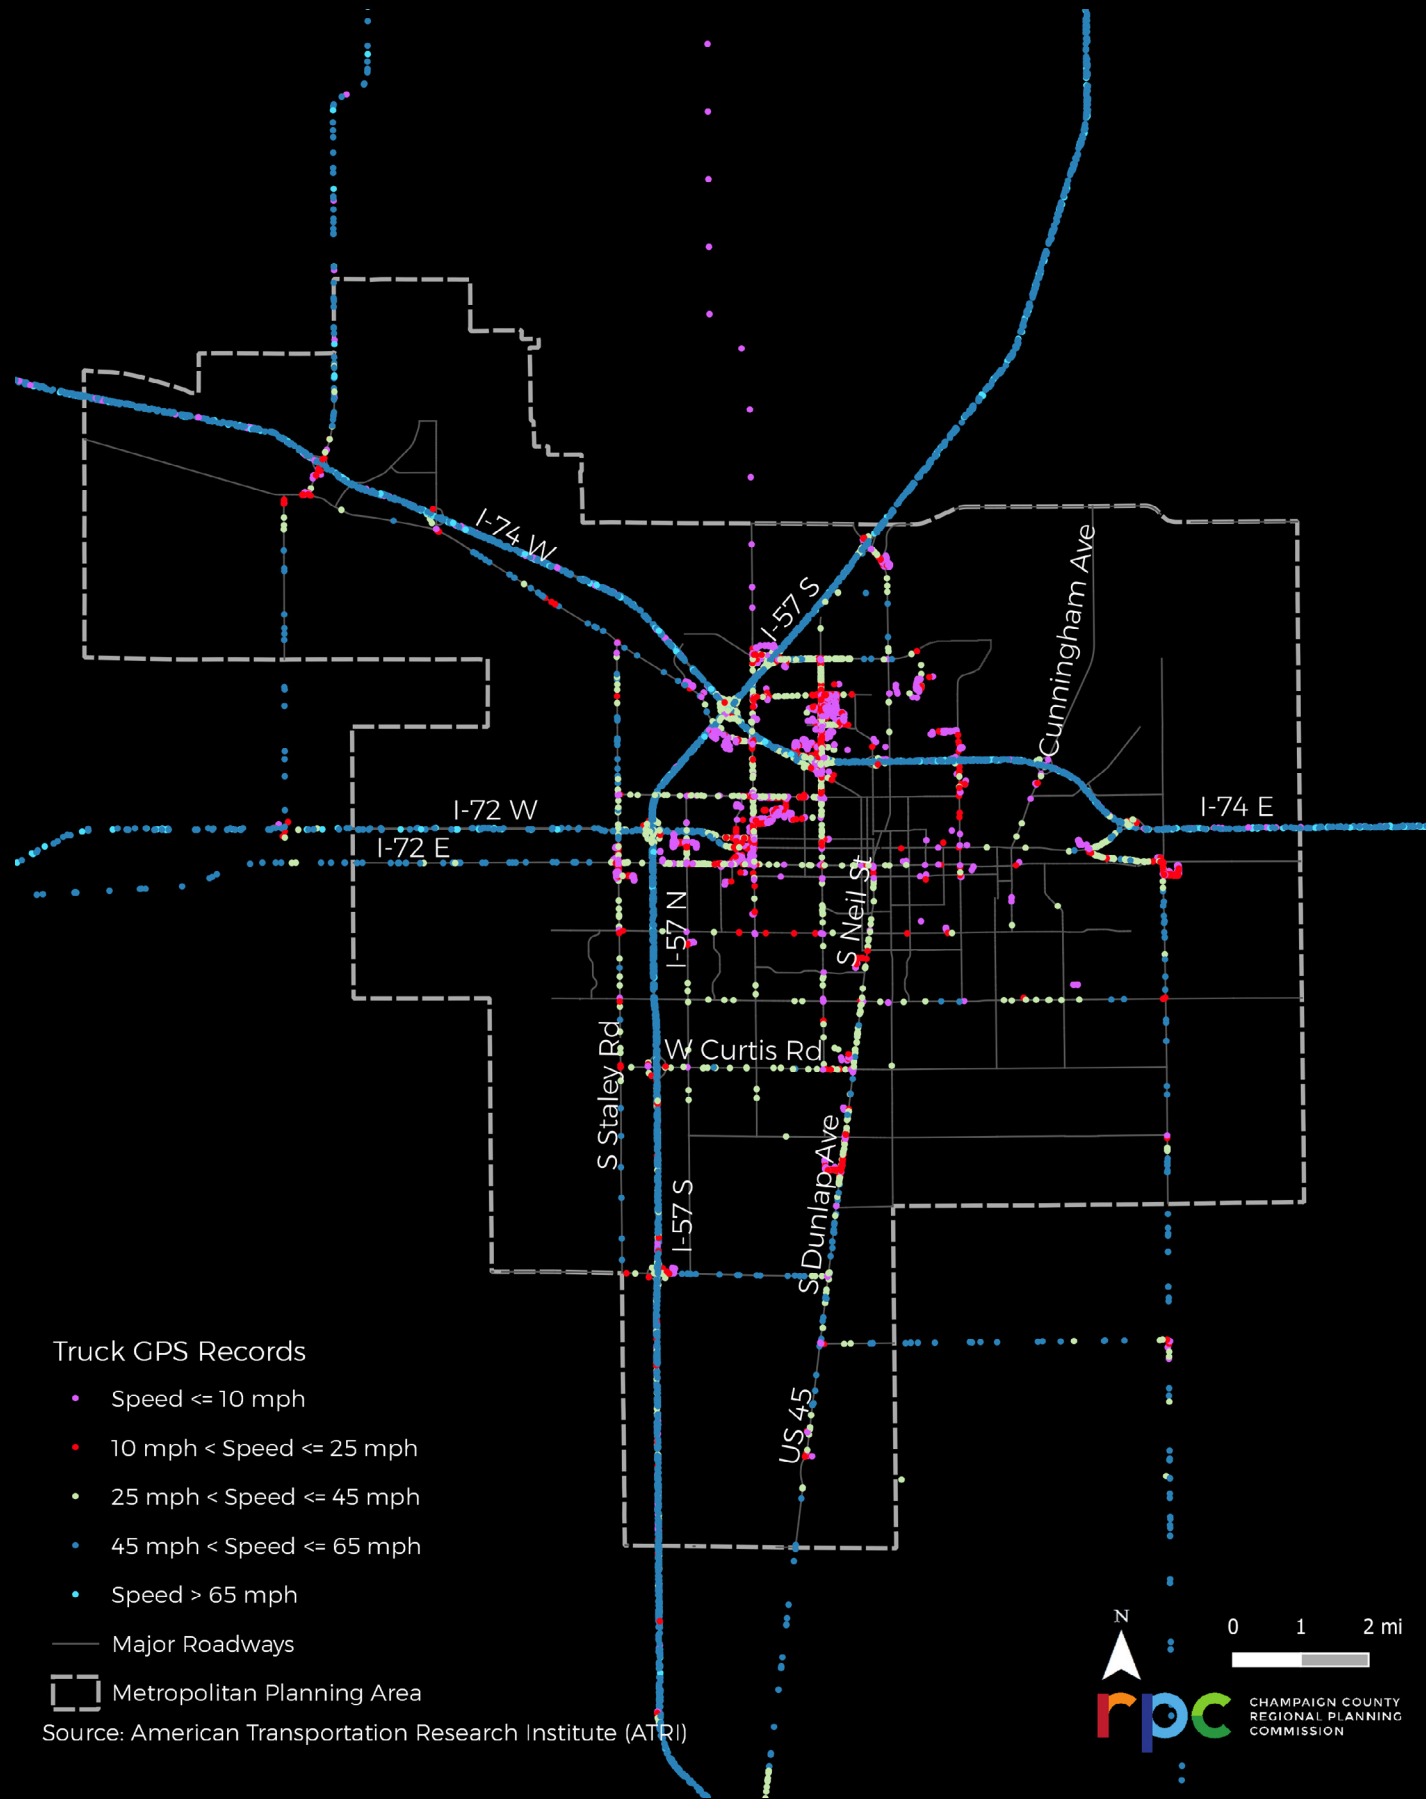 I-74 W
I-57 S
Cunningham Ave
I-72 W
I-74 E
I-72 E
S Neil St
I-57 N
W Curtis Rd
S Staley Rd
S Dunlap Ave
I-57 S
US 45
Truck GPS Records
Speed <= 10 mph
10 mph < Speed <= 25 mph
25 mph < Speed <= 45 mph
45 mph < Speed <= 65 mph
Speed > 65 mph
Major Roadways
Metropolitan Planning Area
Source: American Transportation Research Institute (ATRI)
N
0 1 2 mi
rpc
CHAMPAIGN COUNTY
REGIONAL PLANNING
COMMISSION